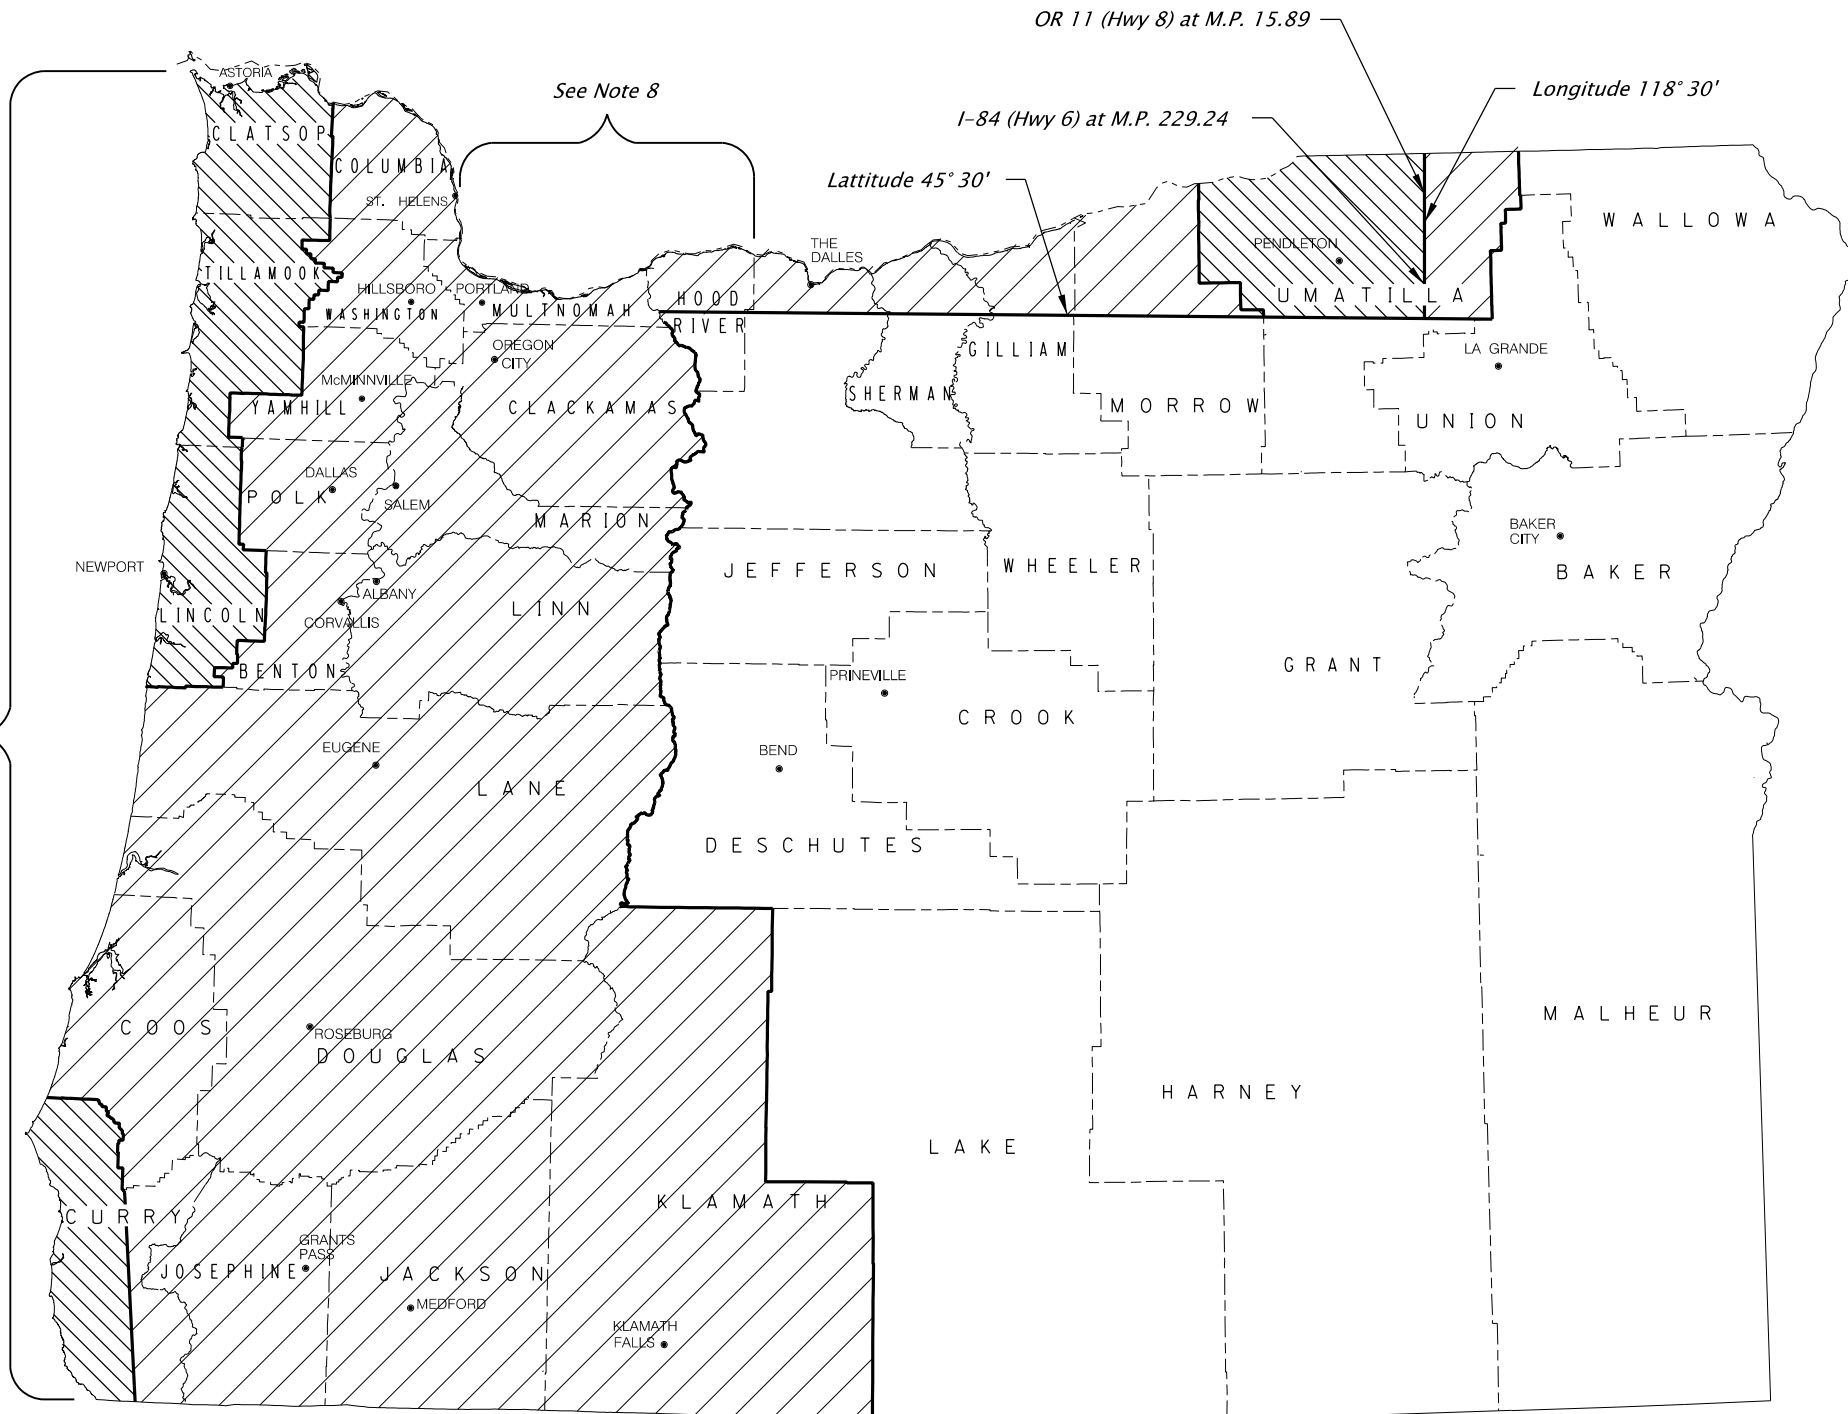 OR 11 (Hwy 8) at M.P. 15.89
See Note 8
Longitude 118° 30'
I-84 (Hwy 6) at M.P. 229.24
Lattitude 45° 30'
ASTORIA
CLATSOP
COLUMBIA
ST. HELENS
TILLAMOOK
HILLSBORO
PORTLAND
WASHINGTON
MULTNOMAH
HOOD
RIVER
THE
DALLES
PENDLETON
UMATILLA
WALLOWA
OREGON
CITY
McMINNVILLE
YAMHILL
CLACKAMAS
SHERMAN
GILLIAM
MORROW
LA GRANDE
UNION
DALLAS
POLK
SALEM
MARION
NEWPORT
LINCOLN
ALBANY
CORVALLIS
LINN
BENTON
JEFFERSON
WHEELER
BAKER
CITY
BAKER
GRANT
PRINEVILLE
CROOK
EUGENE
LANE
BEND
DESCHUTES
COOS
ROSEBURG
DOUGLAS
MALHEUR
HARNEY
LAKE
KLAMATH
CURRY
GRANTS
PASS
JOSEPHINE
JACKSON
MEDFORD
KLAMATH
FALLS